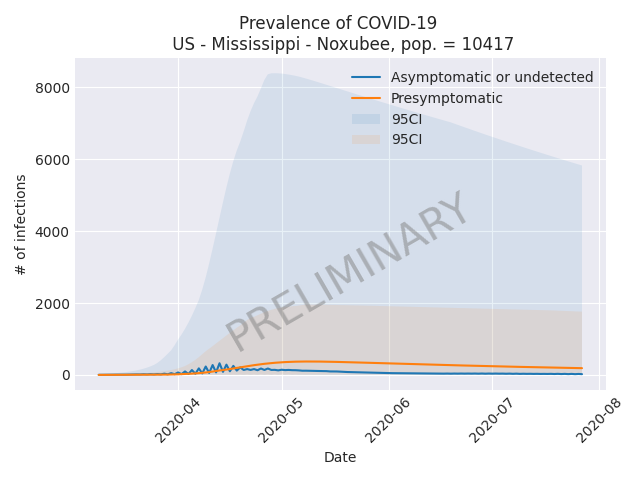 Prevalence of COVID-19
US - Mississippi - Noxubee, pop. = 10417
Asymptomatic or undetected
Presymptomatic
95CI
95CI
8000
6000
4000
2000
0
# of infections
PRELIMINARY
2020-04
2020-05
2020-06
2020-07
2020-08
Date